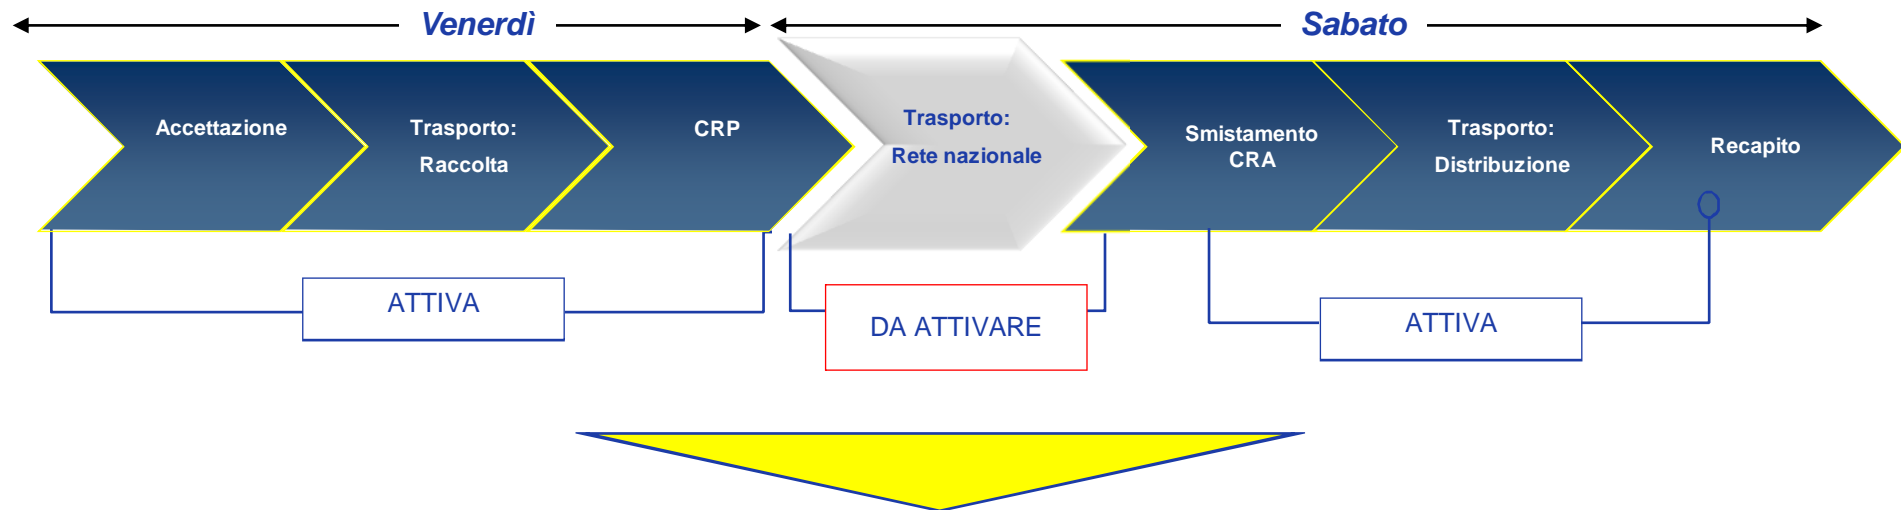 Venerdì
Sabato
Accettazione
Trasporto:
Raccolta
CRP
Trasporto:
Rete nazionale
Smistamento
CRA
Trasporto:
Distribuzione
Recapito
ATTIVA
DA ATTIVARE
ATTIVA